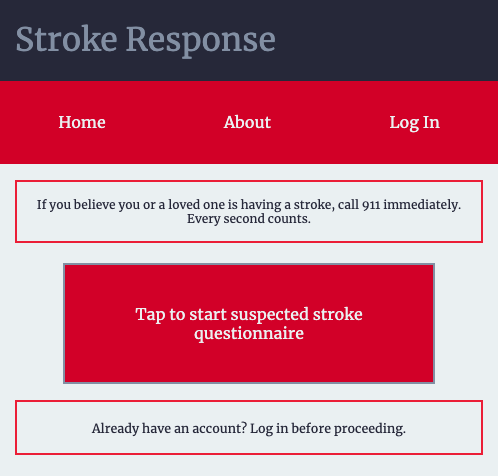 Stroke Response
Home About Log In
If you believe you or a loved one is having a stroke, call 911 immediately.
Every second counts.
Tap to start suspected stroke
questionnaire
Already have an account? Log in before proceeding.